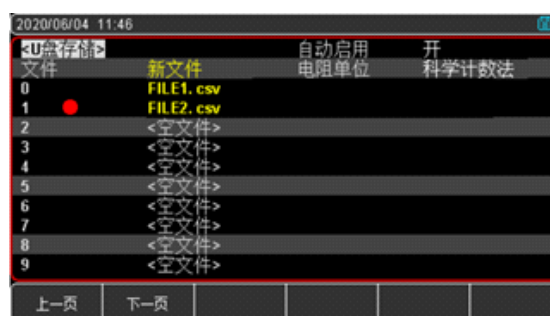 2020/06/04 11:46
<U盘存储> 自动启用 开
文件 新文件 电阻单位 科学计数法
0 FILE1.csv
1 FILE2.csv
2 <空文件>
3 <空文件>
4 <空文件>
5 <空文件>
6 <空文件>
7 <空文件>
8 <空文件>
9 <空文件>
上一页 下一页